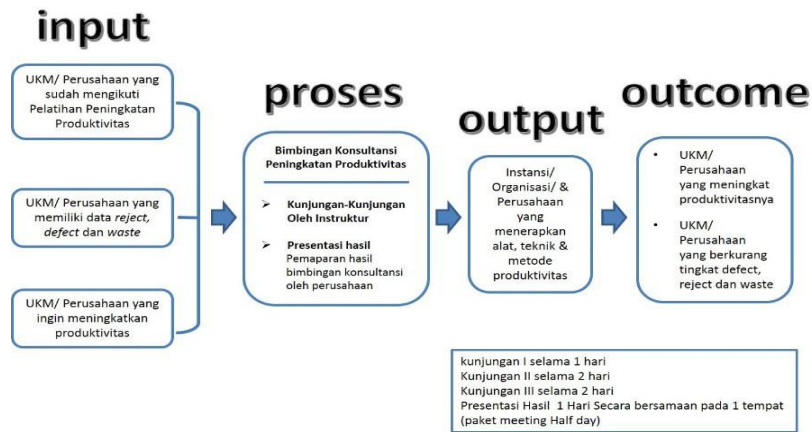 input
UKM/ Perusahaan yang
sudah mengikuti
Pelatihan Peningkatan
Produktivitas
UKM/ Perusahaan yang
memiliki data reject,
defect dan waste
UKM/ Perusahaan yang
ingin meningkatkan
produktivitas
proses
Bimbingan Konsultansi
Peningkatan Produktivitas
➢ Kunjungan-Kunjungan
Oleh Instruktur
➢ Presentasi hasil
Pemaparan hasil
bimbingan konsultansi
oleh perusahaan
output
Instansi/
Organisasi/ &
Perusahaan
yang
menerapkan
alat, teknik &
metode
produktivitas
outcome
• UKM/
Perusahaan
yang meningkat
produktivitasnya
• UKM/
Perusahaan
yang berkurang
tingkat defect,
reject dan waste
kunjungan I selama 1 hari
Kunjungan II selama 2 hari
Kunjungan III selama 2 hari
Presentasi Hasil 1 Hari Secara bersamaan pada 1 tempat
(paket meeting Half day)